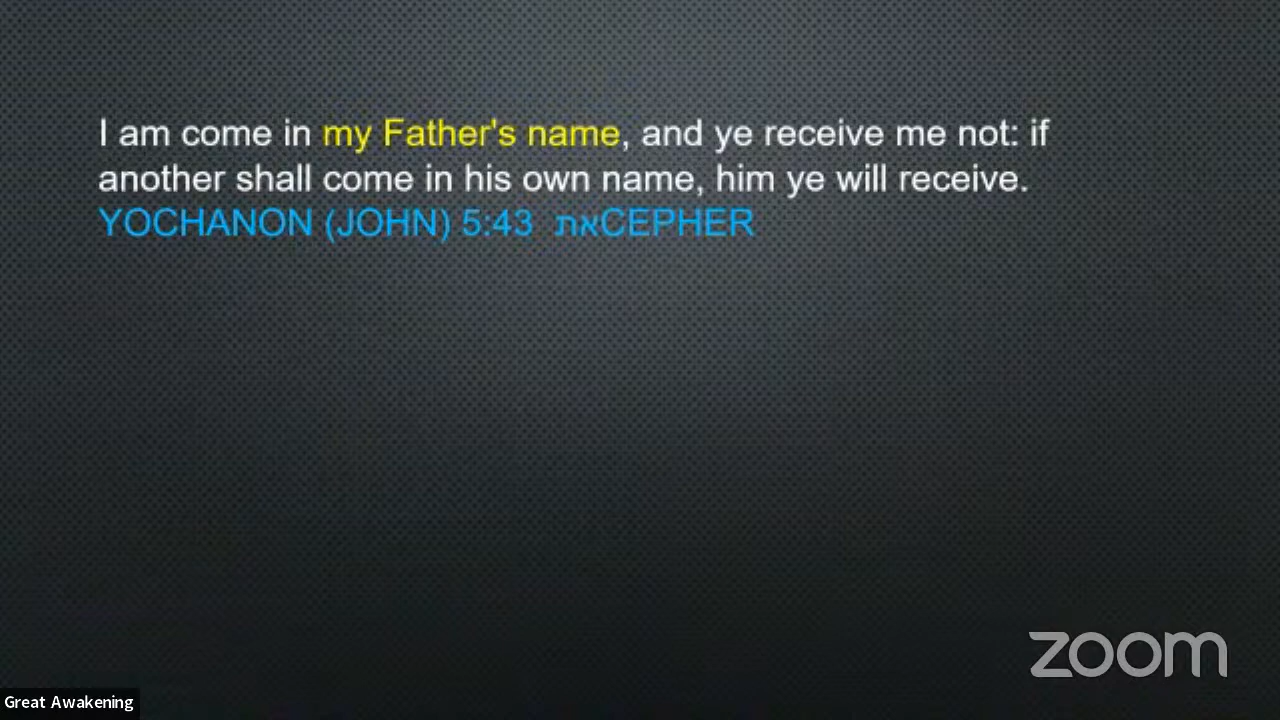 I am come in my Father's name, and ye receive me not: if
another shall come in his own name, him ye will receive.
YOCHANON (JOHN) 5:43 אתCEPHER
zoom
Great Awakening